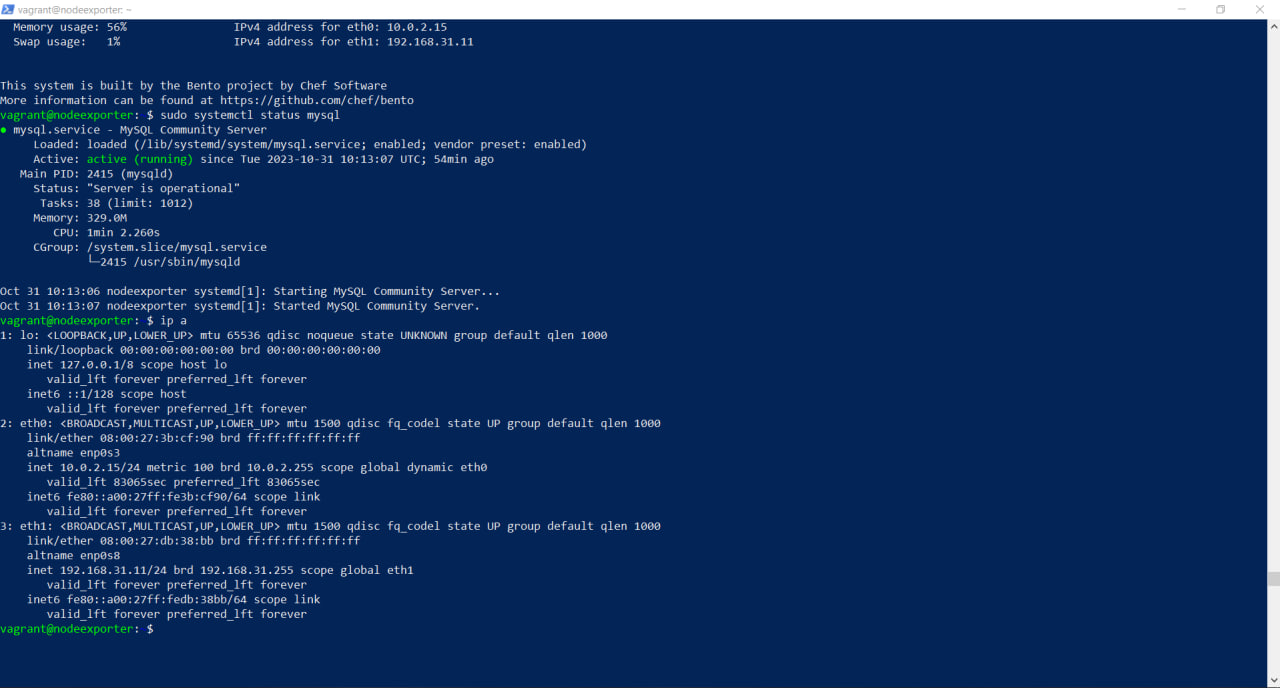 vagrant@nodeexporter: ~
Memory usage: 56%                IPv4 address for eth0: 10.0.2.15
Swap usage:   1%                 IPv4 address for eth1: 192.168.31.11
This system is built by the Bento project by Chef Software
More information can be found at https://github.com/chef/bento
vagrant@nodeexporter: $ sudo systemctl status mysql
● mysql.service - MySQL Community Server
     Loaded: loaded (/lib/systemd/system/mysql.service; enabled; vendor preset: enabled)
     Active: active (running) since Tue 2023-10-31 10:13:07 UTC; 54min ago
   Main PID: 2415 (mysqld)
     Status: "Server is operational"
      Tasks: 38 (limit: 1012)
     Memory: 329.0M
        CPU: 1min 2.260s
     CGroup: /system.slice/mysql.service
             └─2415 /usr/sbin/mysqld
Oct 31 10:13:06 nodeexporter systemd[1]: Starting MySQL Community Server...
Oct 31 10:13:07 nodeexporter systemd[1]: Started MySQL Community Server.
vagrant@nodeexporter: $ ip a
1: lo: <LOOPBACK,UP,LOWER_UP> mtu 65536 qdisc noqueue state UNKNOWN group default qlen 1000
    link/loopback 00:00:00:00:00:00 brd 00:00:00:00:00:00
    inet 127.0.0.1/8 scope host lo
       valid_lft forever preferred_lft forever
    inet6 ::1/128 scope host
       valid_lft forever preferred_lft forever
2: eth0: <BROADCAST,MULTICAST,UP,LOWER_UP> mtu 1500 qdisc fq_codel state UP group default qlen 1000
    link/ether 08:00:27:3b:cf:90 brd ff:ff:ff:ff:ff:ff
    altname enp0s3
    inet 10.0.2.15/24 metric 100 brd 10.0.2.255 scope global dynamic eth0
       valid_lft 83065sec preferred_lft 83065sec
    inet6 fe80::a00:27ff:fe3b:cf90/64 scope link
       valid_lft forever preferred_lft forever
3: eth1: <BROADCAST,MULTICAST,UP,LOWER_UP> mtu 1500 qdisc fq_codel state UP group default qlen 1000
    link/ether 08:00:27:db:38:bb brd ff:ff:ff:ff:ff:ff
    altname enp0s8
    inet 192.168.31.11/24 brd 192.168.31.255 scope global eth1
       valid_lft forever preferred_lft forever
    inet6 fe80::a00:27ff:fedb:38bb/64 scope link
       valid_lft forever preferred_lft forever
vagrant@nodeexporter: $